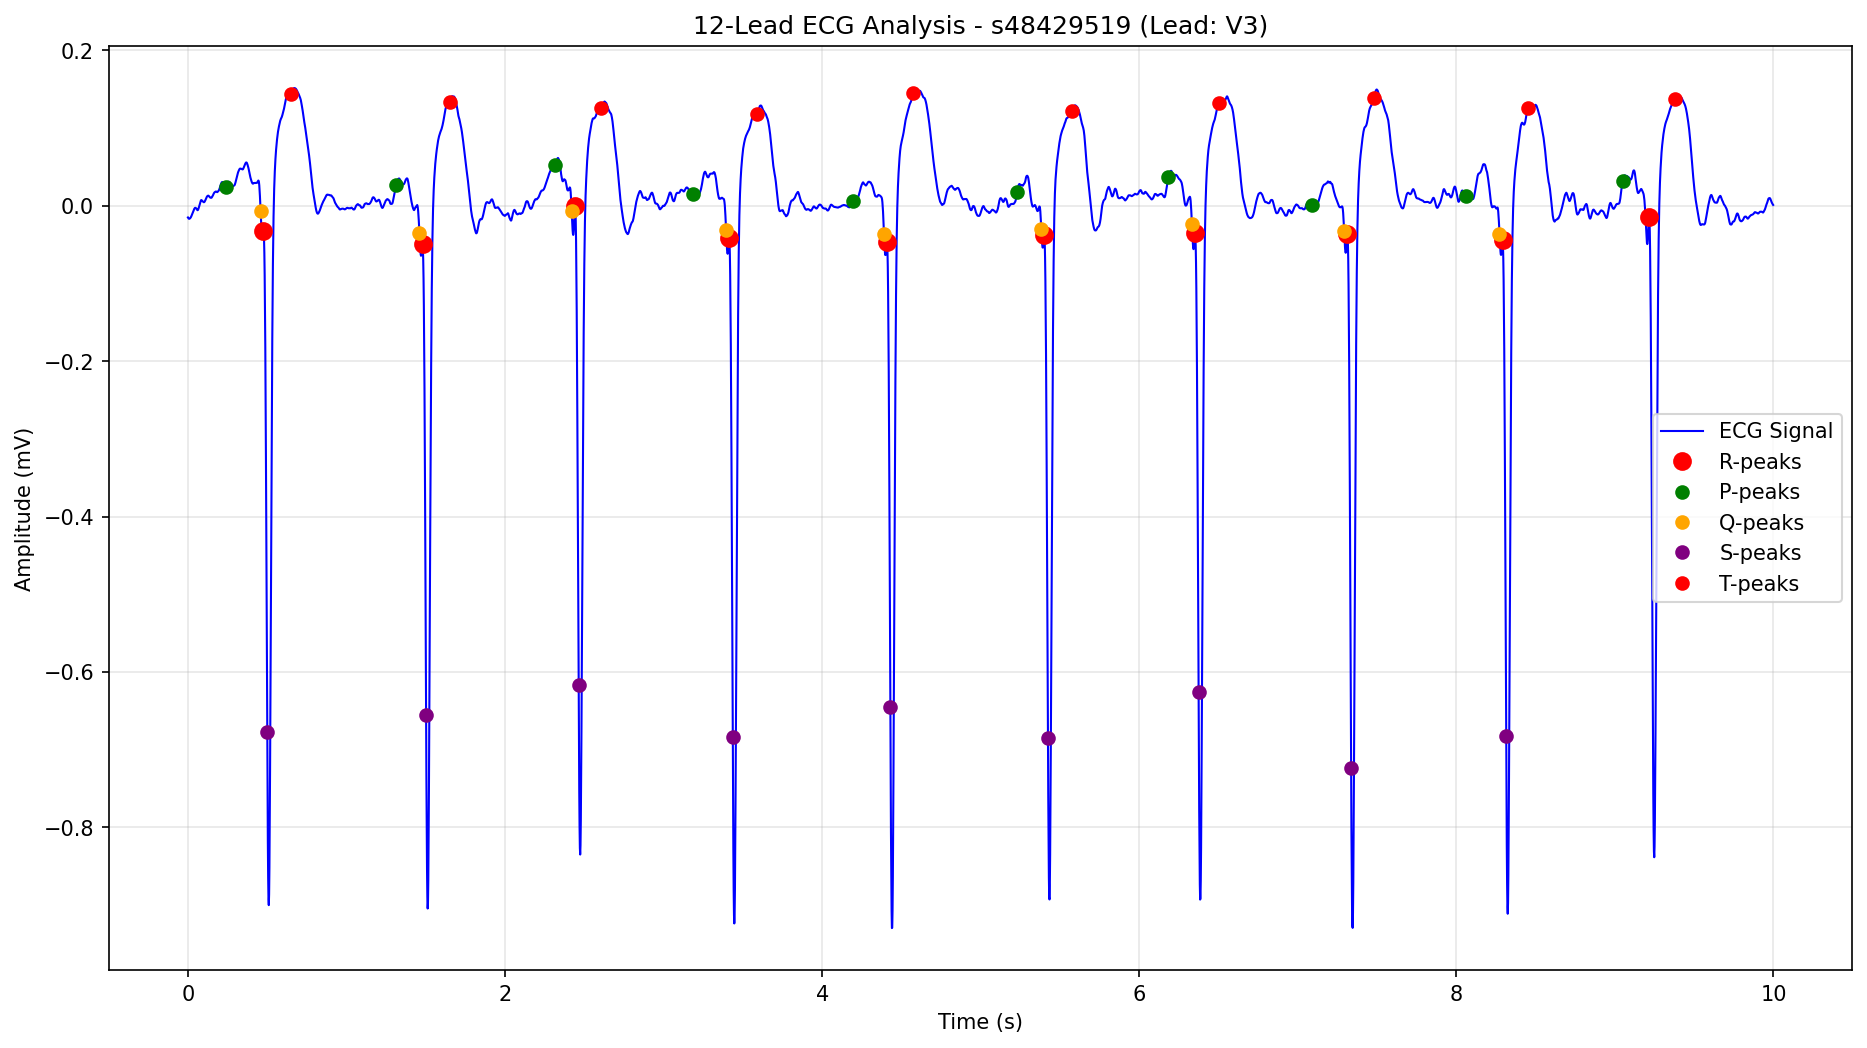 12-Lead ECG Analysis - s48429519 (Lead: V3)
0.2
0.0
−0.2
−0.4
−0.6
−0.8
Amplitude (mV)
ECG Signal
R-peaks
P-peaks
Q-peaks
S-peaks
T-peaks
0 2 4 6 8 10
Time (s)